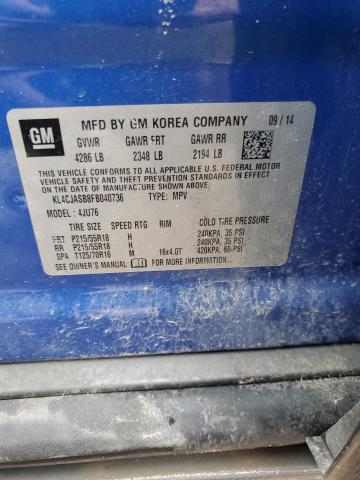 GM
MFD BY GM KOREA COMPANY 09/14
GVWR GAWR FRT GAWR RR
4286 LB 2348 LB 2194 LB
THIS VEHICLE CONFORMS TO ALL APPLICABLE U.S. FEDERAL MOTOR
VEHICLE SAFETY AND THEFT PREVENTION STANDARDS IN EFFECT ON
THE DATE OF MANUFACTURE SHOWN ABOVE.
KL4CJASB8FB040736 TYPE: MPV
MODEL: 4JU76
TIRE SIZE SPEED RTG RIM COLD TIRE PRESSURE
FRT P215/55R18 H 240KPA, 35 PSI
RR P215/55R18 H 240KPA, 35 PSI
SPA T125/70R16 M 16x4.0T 420KPA, 60 PSI
SEE OWNER'S MANUAL FOR ADDITIONAL INFORMATION.